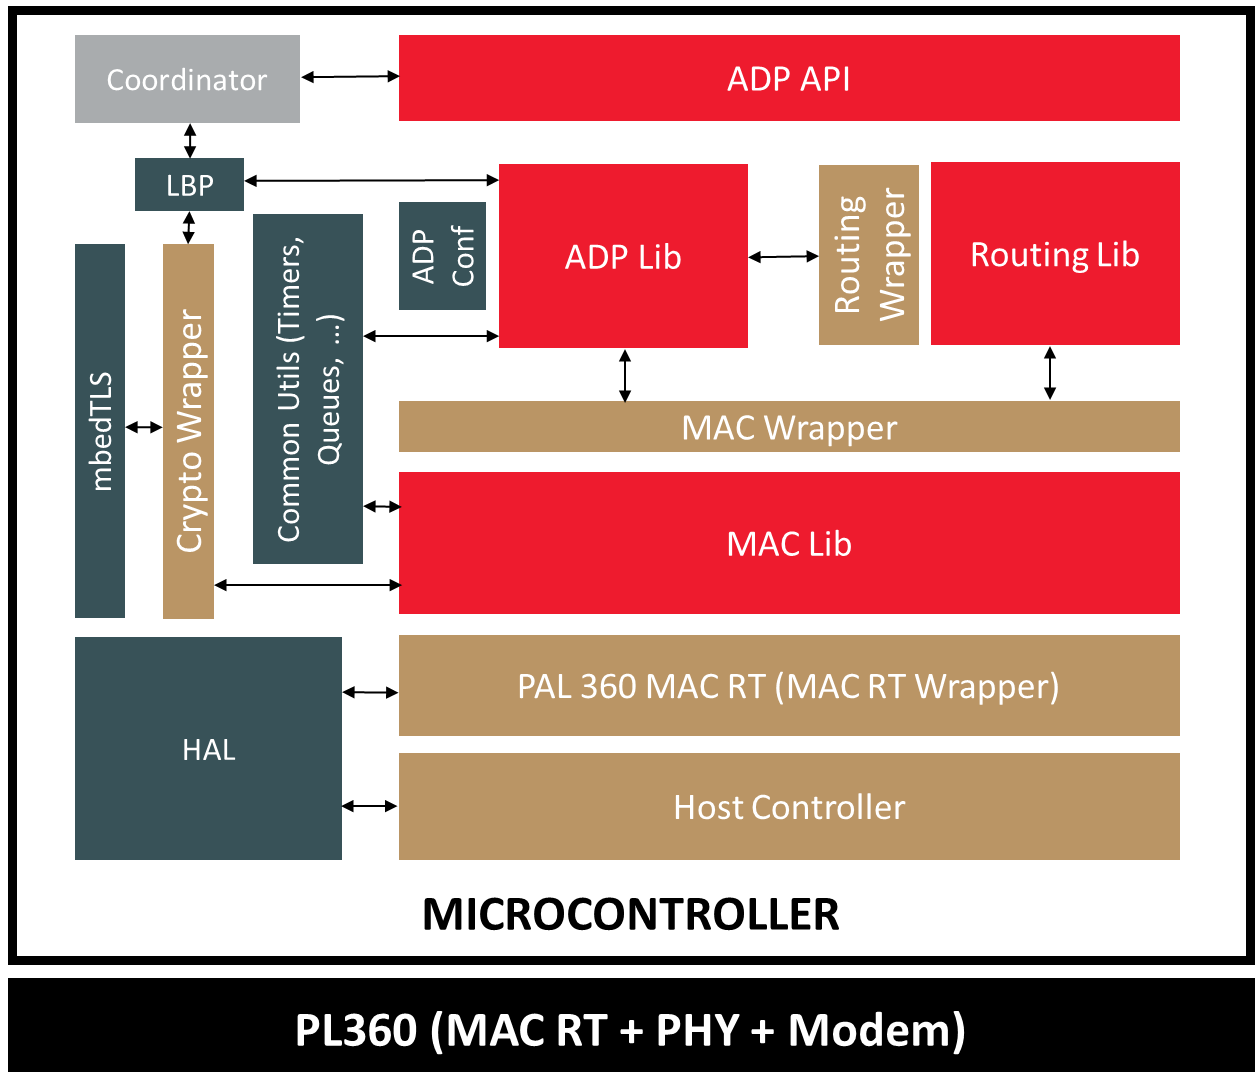 Coordinator
ADP API
LBP
ADP
Conf
ADP Lib
Routing
Wrapper
Routing Lib
mbedTLS
Crypto Wrapper
Common Utils (Timers,
Queues, ...)
MAC Wrapper
MAC Lib
HAL
PAL 360 MAC RT (MAC RT Wrapper)
Host Controller
MICROCONTROLLER
PL360 (MAC RT + PHY + Modem)